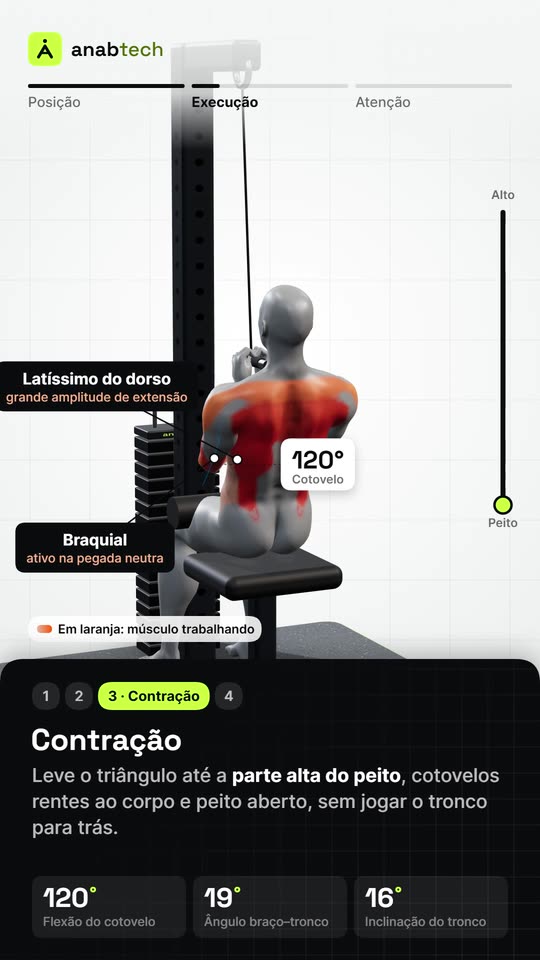 anabtech
Posição
Execução
Atenção
Alto
Latíssimo do dorso
grande amplitude de extensão
120°
Cotovelo
Peito
Braquial
ativo na pegada neutra
Em laranja: músculo trabalhando
1
2
3 · Contração
4
Contração
Leve o triângulo até a parte alta do peito, cotovelos
rentes ao corpo e peito aberto, sem jogar o tronco
para trás.
120°
Flexão do cotovelo
19°
Ângulo braço–tronco
16°
Inclinação do tronco